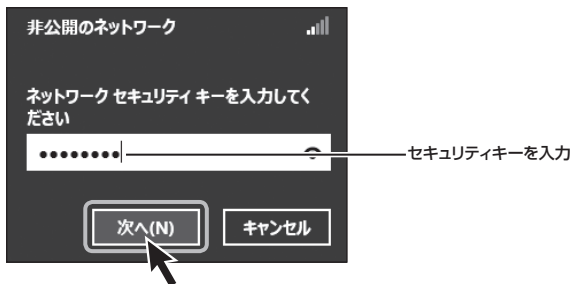 非公開のネットワーク
ネットワーク セキュリティ キーを入力してく
ださい
••••••••
セキュリティキーを入力
次へ(N)
キャンセル